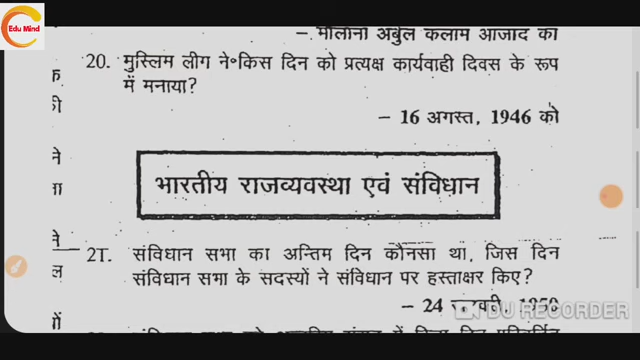 Edu Mind
– मौलाना अबुल कलाम आजाद का
20. मुस्लिम लीग ने किस दिन को प्रत्यक्ष कार्यवाही दिवस के रूप
में मनाया?
– 16 अगस्त, 1946 को
भारतीय राजव्यवस्था एवं संविधान
21. संविधान सभा का अन्तिम दिन कौनसा था, जिस दिन
संविधान सभा के सदस्यों ने संविधान पर हस्ताक्षर किए?
– 24 1950
DU RECORDER